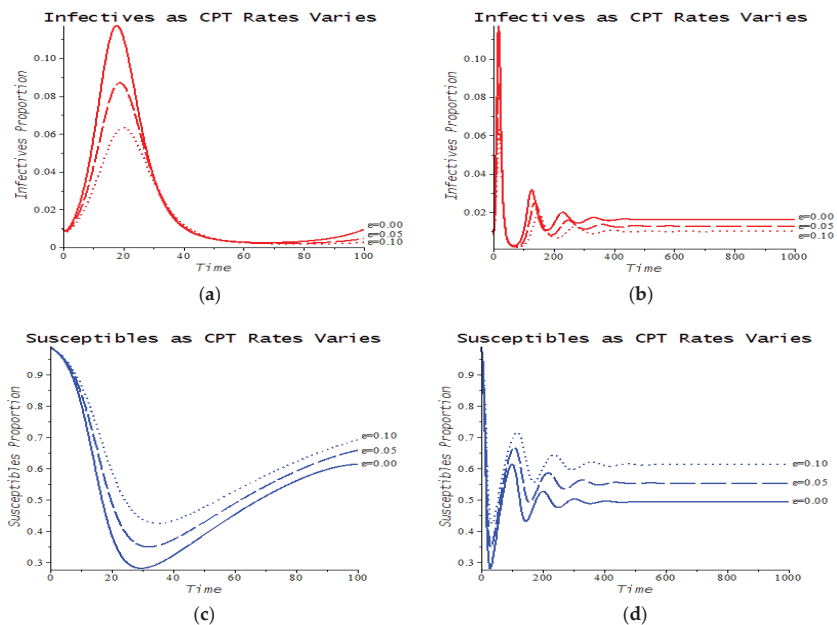 Infectives as CPT Rates Varies
Infectives Proportion
0.10
0.08
0.06
0.04
0.02
0
0
20
40
60
80
100
Time
e=0.00
e=0.05
e=0.10
(a)
Infectives as CPT Rates Varies
Infectives Proportion
0.10
0.08
0.06
0.04
0.02
0
200
400
600
800
1000
Time
e=0.00
e=0.05
e=0.10
(b)
Susceptibles as CPT Rates Varies
Susceptibles Proportion
0.9
0.8
0.7
0.6
0.5
0.4
0.3
0
20
40
60
80
100
Time
e=0.10
e=0.05
e=0.00
(c)
Susceptibles as CPT Rates Varies
Susceptibles Proportion
0.9
0.8
0.7
0.6
0.5
0.4
0.3
0
200
400
600
800
1000
Time
e=0.10
e=0.05
e=0.00
(d)